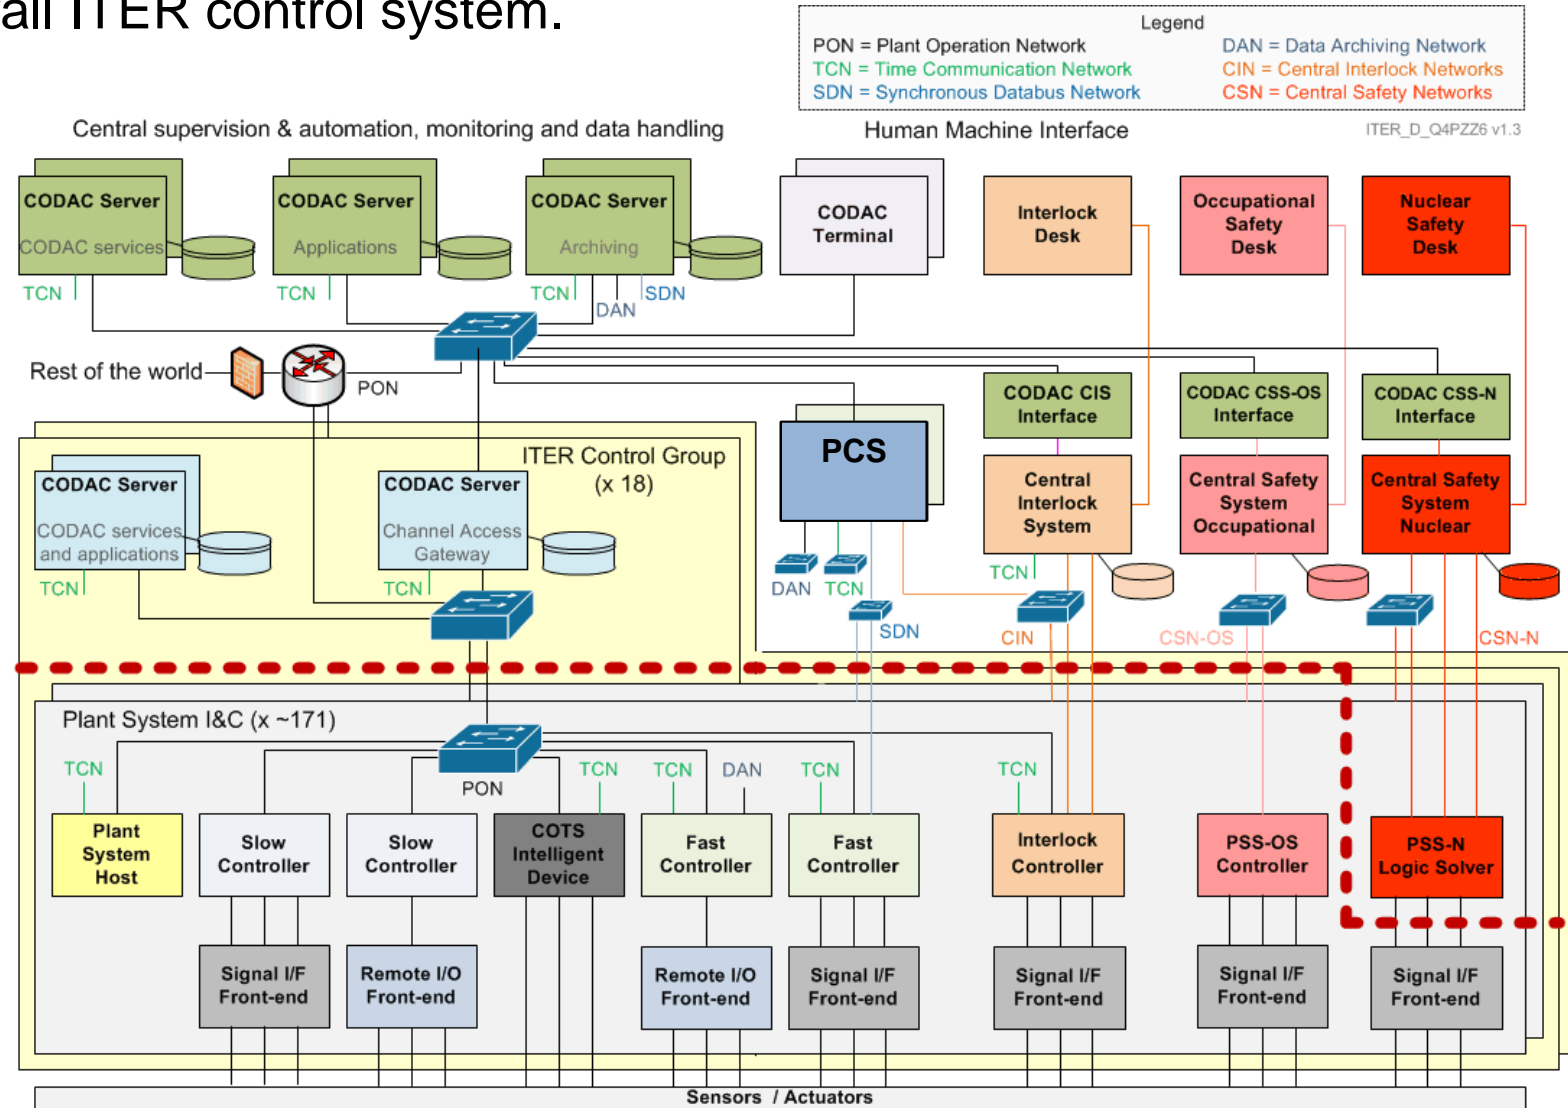 all ITER control system.
Legend
PON = Plant Operation Network
DAN = Data Archiving Network
TCN = Time Communication Network
CIN = Central Interlock Networks
SDN = Synchronous Databus Network
CSN = Central Safety Networks
Central supervision & automation, monitoring and data handling
Human Machine Interface
ITER_D_Q4PZZ6 v1.3
CODAC Server
CODAC services
CODAC Server
Applications
CODAC Server
Archiving
CODAC
Terminal
Interlock
Desk
Occupational
Safety
Desk
Nuclear
Safety
Desk
TCN
TCN
TCN
DAN
SDN
Rest of the world
PON
CODAC CIS
Interface
CODAC CSS-OS
Interface
CODAC CSS-N
Interface
ITER Control Group
(x 18)
PCS
CODAC Server
CODAC services
and applications
CODAC Server
Channel Access
Gateway
Central
Interlock
System
Central Safety
System
Occupational
Central Safety
System
Nuclear
TCN
TCN
DAN
TCN
TCN
SDN
CIN
CSN-OS
CSN-N
Plant System I&C (x ~171)
TCN
PON
TCN
TCN
DAN
TCN
TCN
Plant
System
Host
Slow
Controller
Slow
Controller
COTS
Intelligent
Device
Fast
Controller
Fast
Controller
Interlock
Controller
PSS-OS
Controller
PSS-N
Logic Solver
Signal I/F
Front-end
Remote I/O
Front-end
Remote I/O
Front-end
Signal I/F
Front-end
Signal I/F
Front-end
Signal I/F
Front-end
Signal I/F
Front-end
Sensors / Actuators